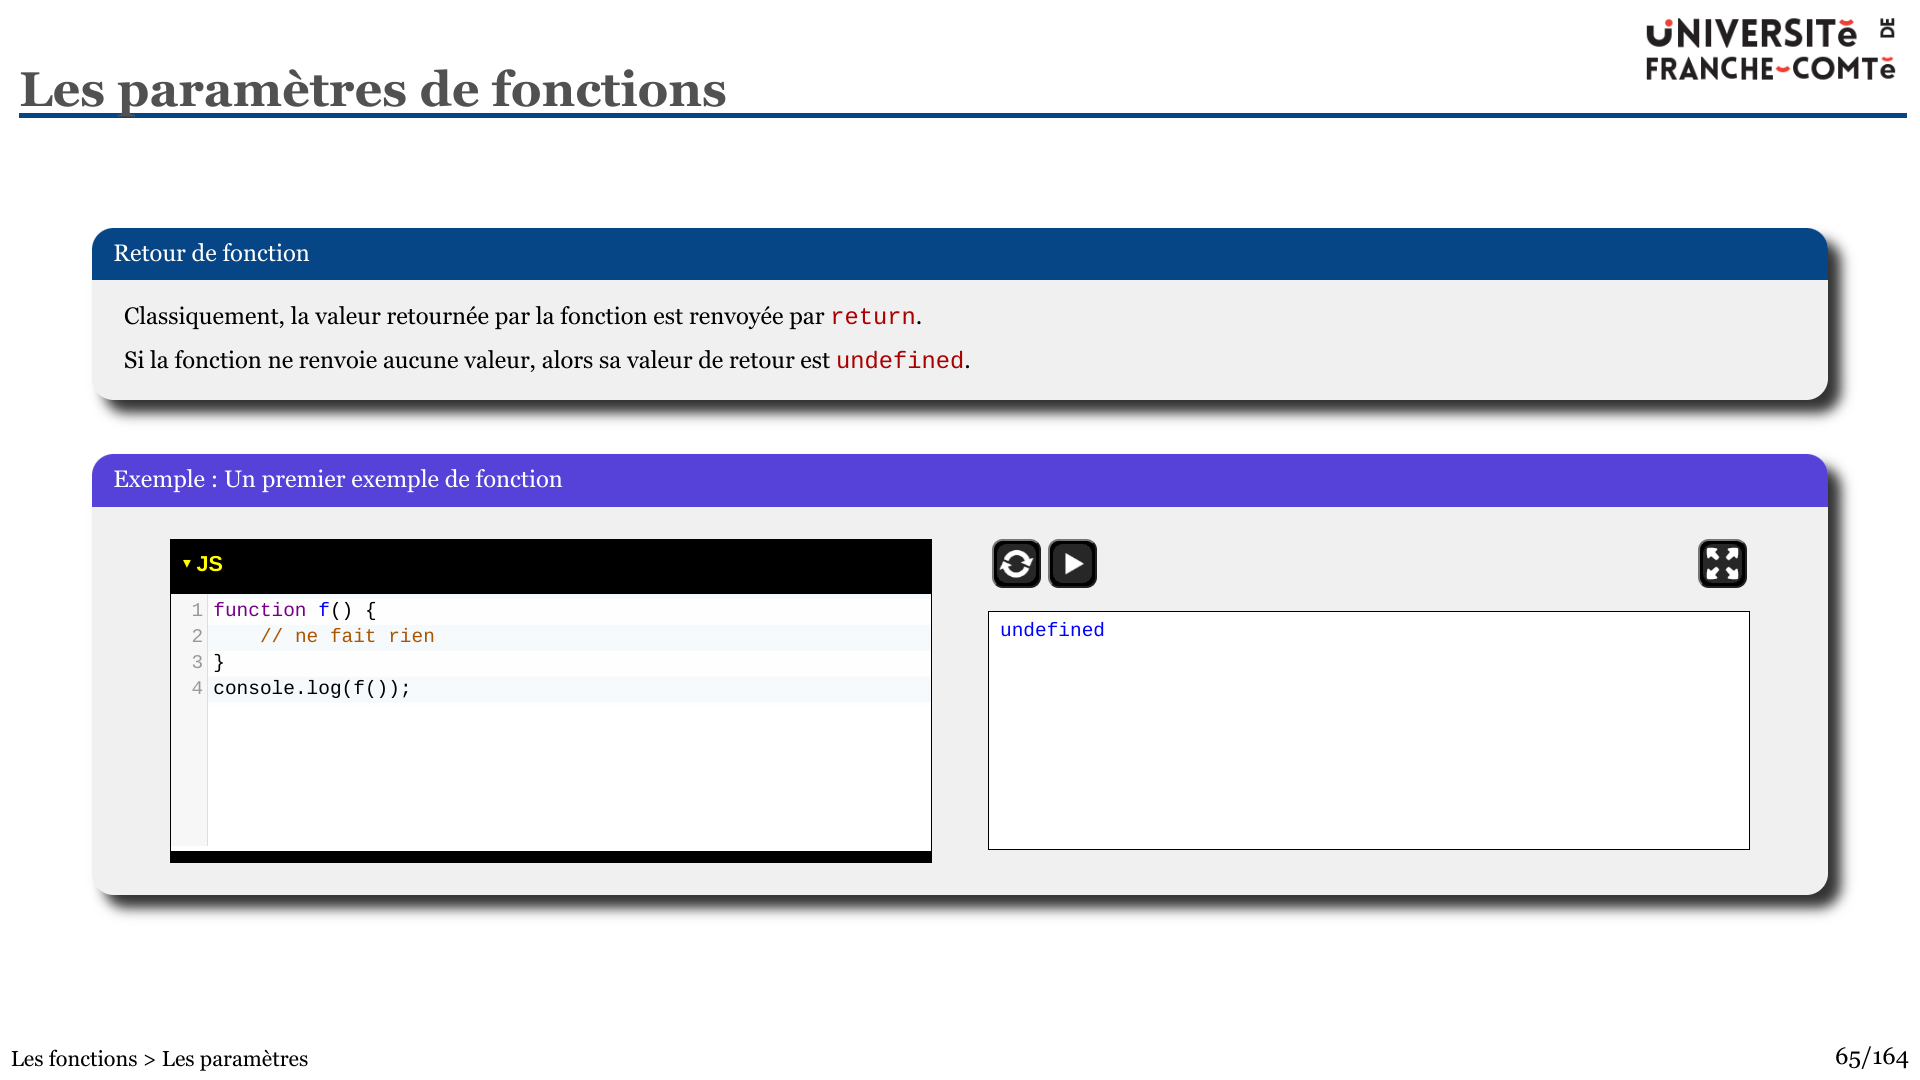 UNIVERSITÉ DE
FRANCHE-COMTÉ
Les paramètres de fonctions
Retour de fonction
Classiquement, la valeur retournée par la fonction est renvoyée par return.
Si la fonction ne renvoie aucune valeur, alors sa valeur de retour est undefined.
Exemple : Un premier exemple de fonction
▼ JS
1 function f() {
2     // ne fait rien
3 }
4 console.log(f());
undefined
Les fonctions > Les paramètres
65/164